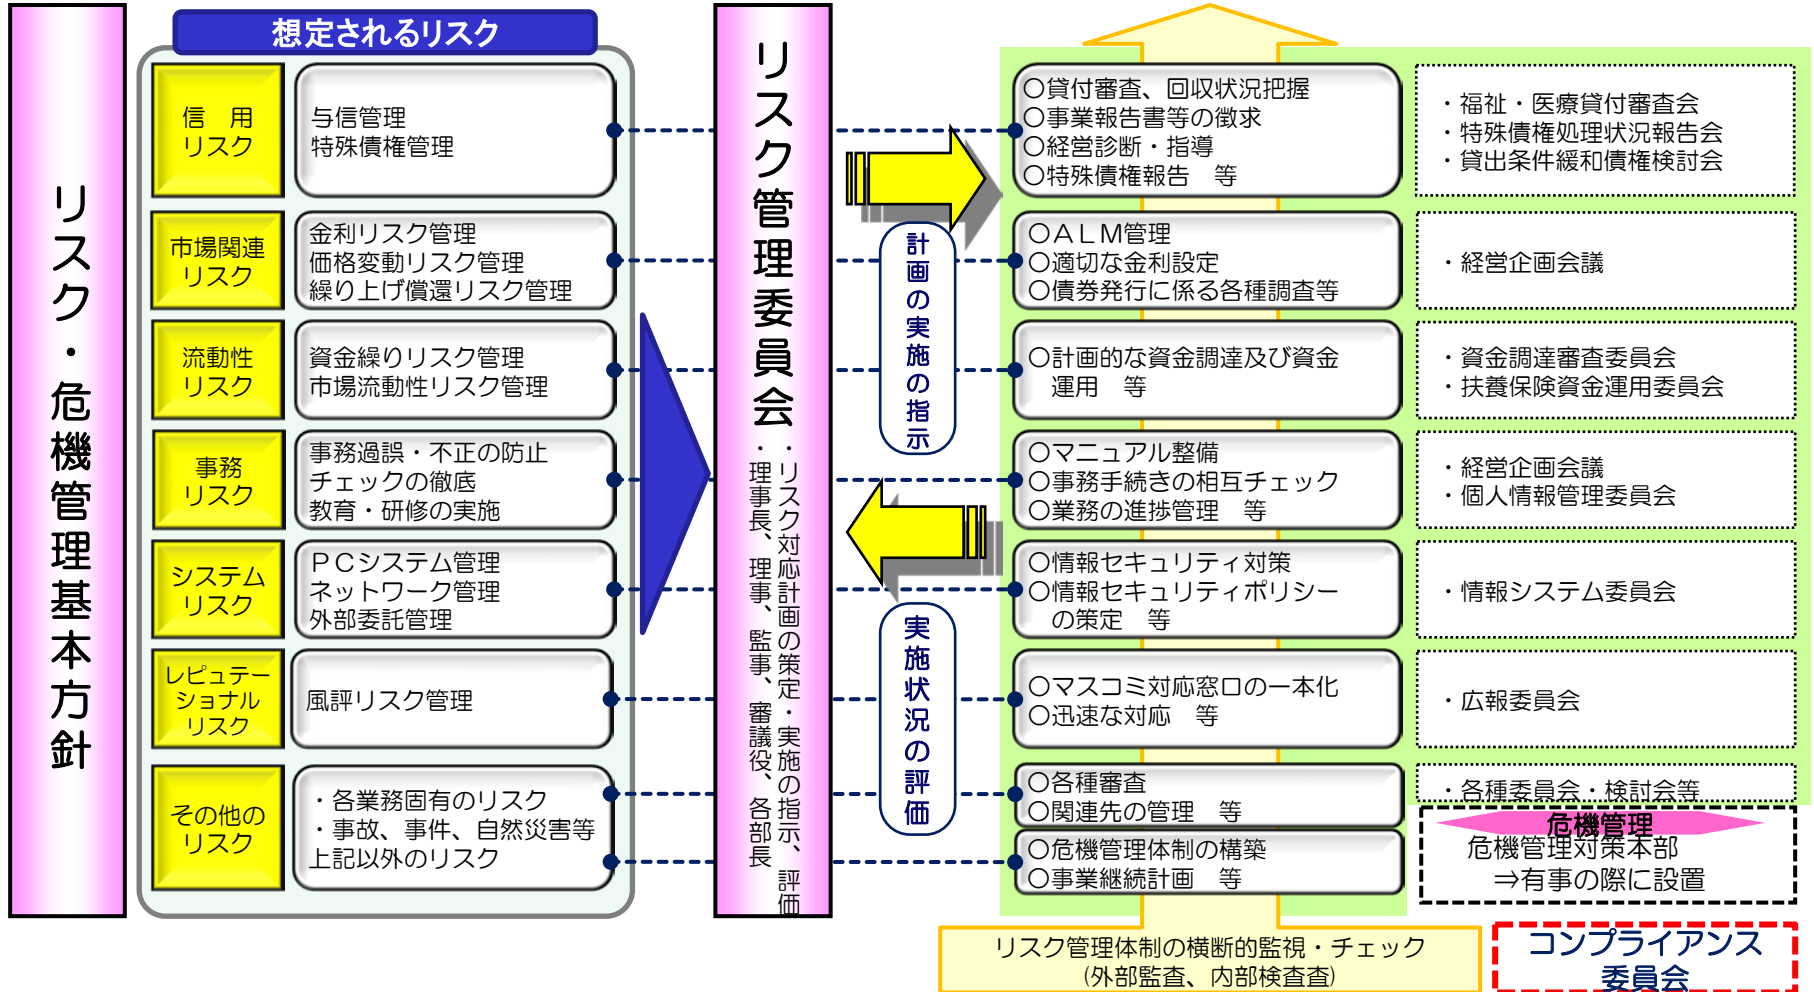 リスク・危機管理基本方針
想定されるリスク
信　用
リスク
与信管理
特殊債権管理
市場関連
リスク
金利リスク管理
価格変動リスク管理
繰り上げ償還リスク管理
流動性
リスク
資金繰りリスク管理
市場流動性リスク管理
事務
リスク
事務過誤・不正の防止
チェックの徹底
教育・研修の実施
システム
リスク
ＰＣシステム管理
ネットワーク管理
外部委託管理
レピュテー
ショナル
リスク
風評リスク管理
その他の
リスク
・各業務固有のリスク
・事故、事件、自然災害等
上記以外のリスク
リスク管理委員会
・リスク対応計画の策定・実施の指示、評価
・理事長、理事、監事、審議役、各部長
計画の実施の指示
実施状況の評価
○貸付審査、回収状況把握
○事業報告書等の徴求
○経営診断・指導
○特殊債権報告　等
・福祉・医療貸付審査会
・特殊債権処理状況報告会
・貸出条件緩和債権検討会
○ＡＬＭ管理
○適切な金利設定
○債券発行に係る各種調査等
・経営企画会議
○計画的な資金調達及び資金
運用　等
・資金調達審査委員会
・扶養保険資金運用委員会
○マニュアル整備
○事務手続きの相互チェック
○業務の進捗管理　等
・経営企画会議
・個人情報管理委員会
○情報セキュリティ対策
○情報セキュリティポリシー
の策定　等
・情報システム委員会
○マスコミ対応窓口の一本化
○迅速な対応　等
・広報委員会
○各種審査
○関連先の管理　等
・各種委員会・検討会等
○危機管理体制の構築
○事業継続計画　等
危機管理
危機管理対策本部
⇒有事の際に設置
リスク管理体制の横断的監視・チェック
(外部監査、内部検査査)
コンプライアンス
委員会